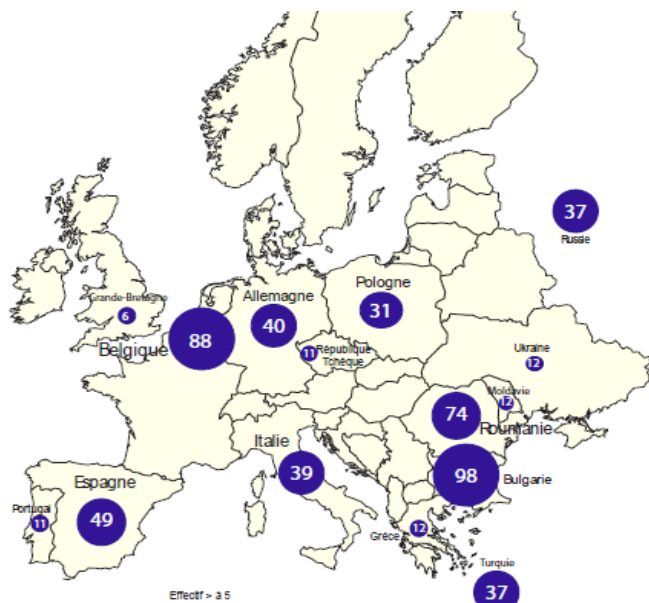 37
Russie
Pologne
31
Allemagne
40
Grande-Bretagne
6
88
Belgique
11
République
Tchèque
Ukraine
12
Moldavie
12
74
Roumanie
Italie
39
98
Bulgarie
Espagne
49
Portugal
11
12
Grèce
Turquie
37
Effectif > à 5